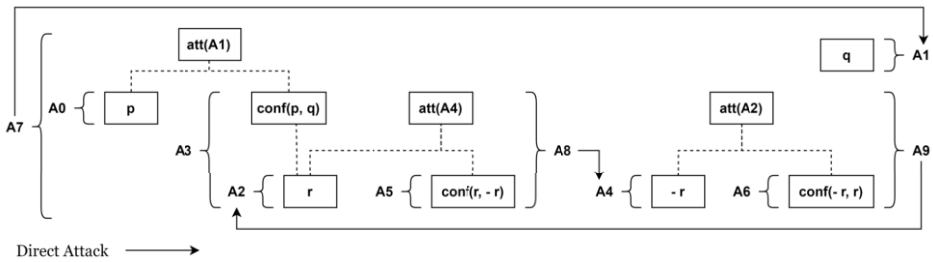 att(A1)
q
A1
A0
p
conf(p, q)
att(A4)
att(A2)
A7
A3
A8
A9
A2
r
A5
conf(r, - r)
A4
- r
A6
conf(- r, r)
Direct Attack